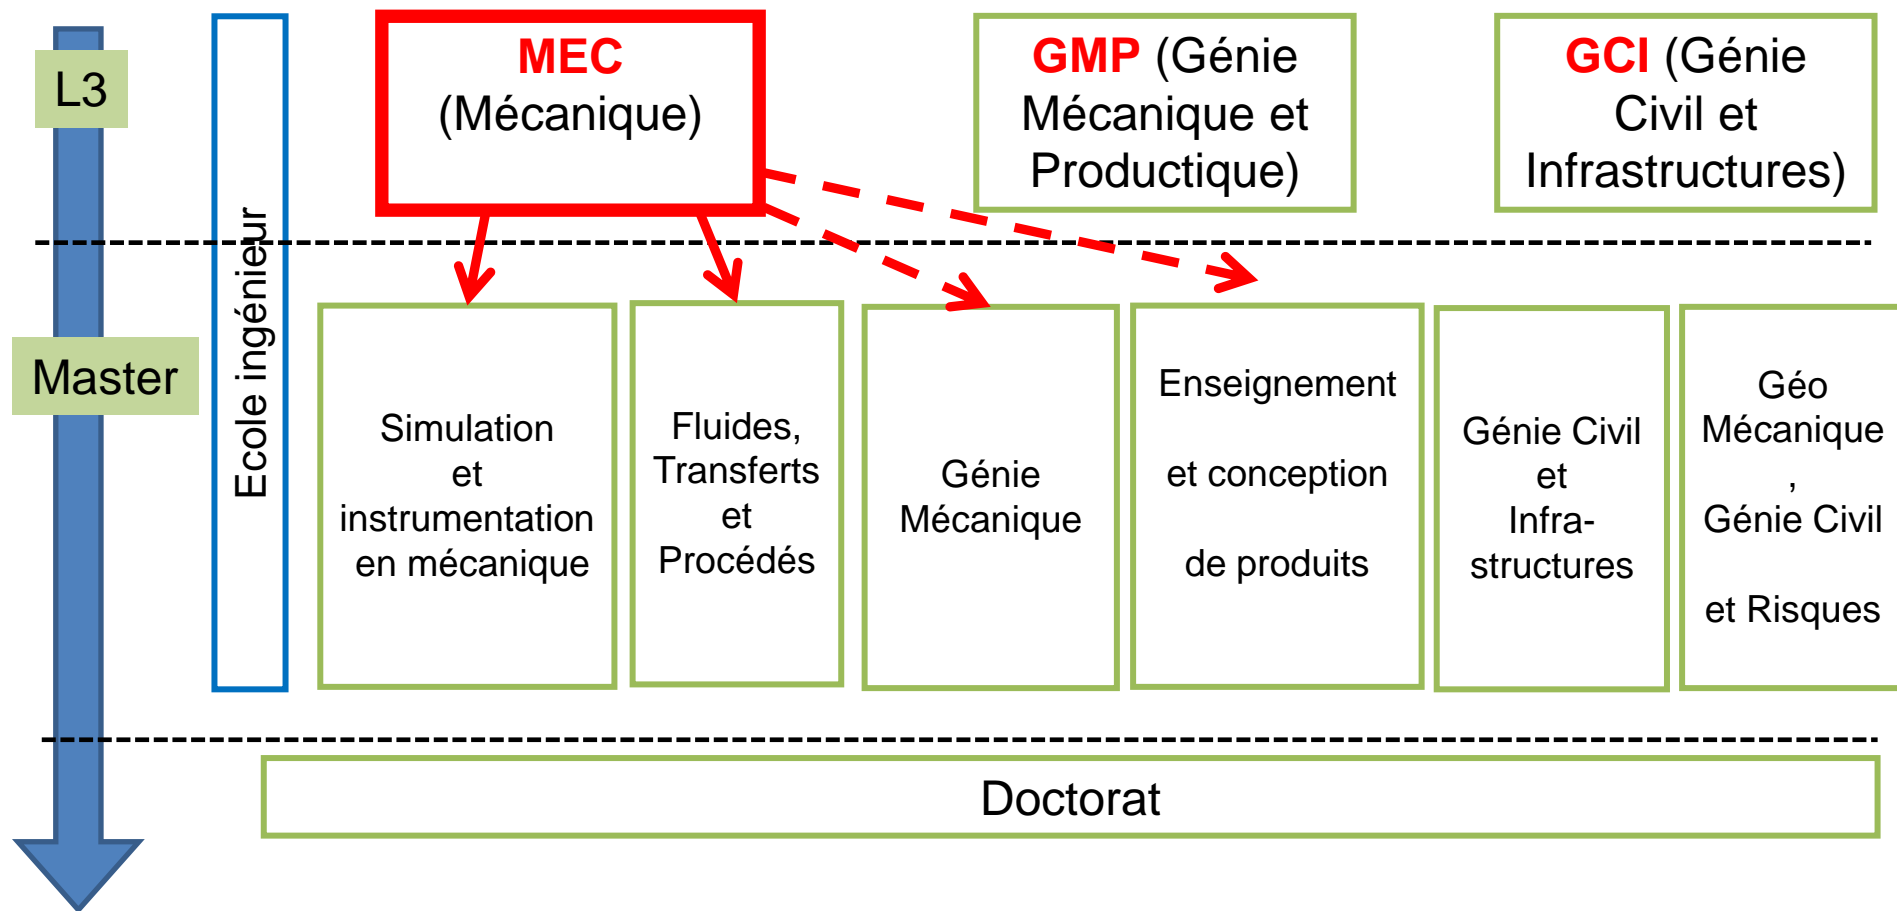 L3
MEC
(Mécanique)
GMP (Génie
Mécanique et
Productique)
GCI (Génie
Civil et
Infrastructures)
Ecole ingénieur
Master
Simulation
et
instrumentation
en mécanique
Fluides,
Transferts
et
Procédés
Génie
Mécanique
Enseignement
et conception
de produits
Génie Civil
et
Infra-
structures
Géo
Mécanique
,
Génie Civil
et Risques
Doctorat